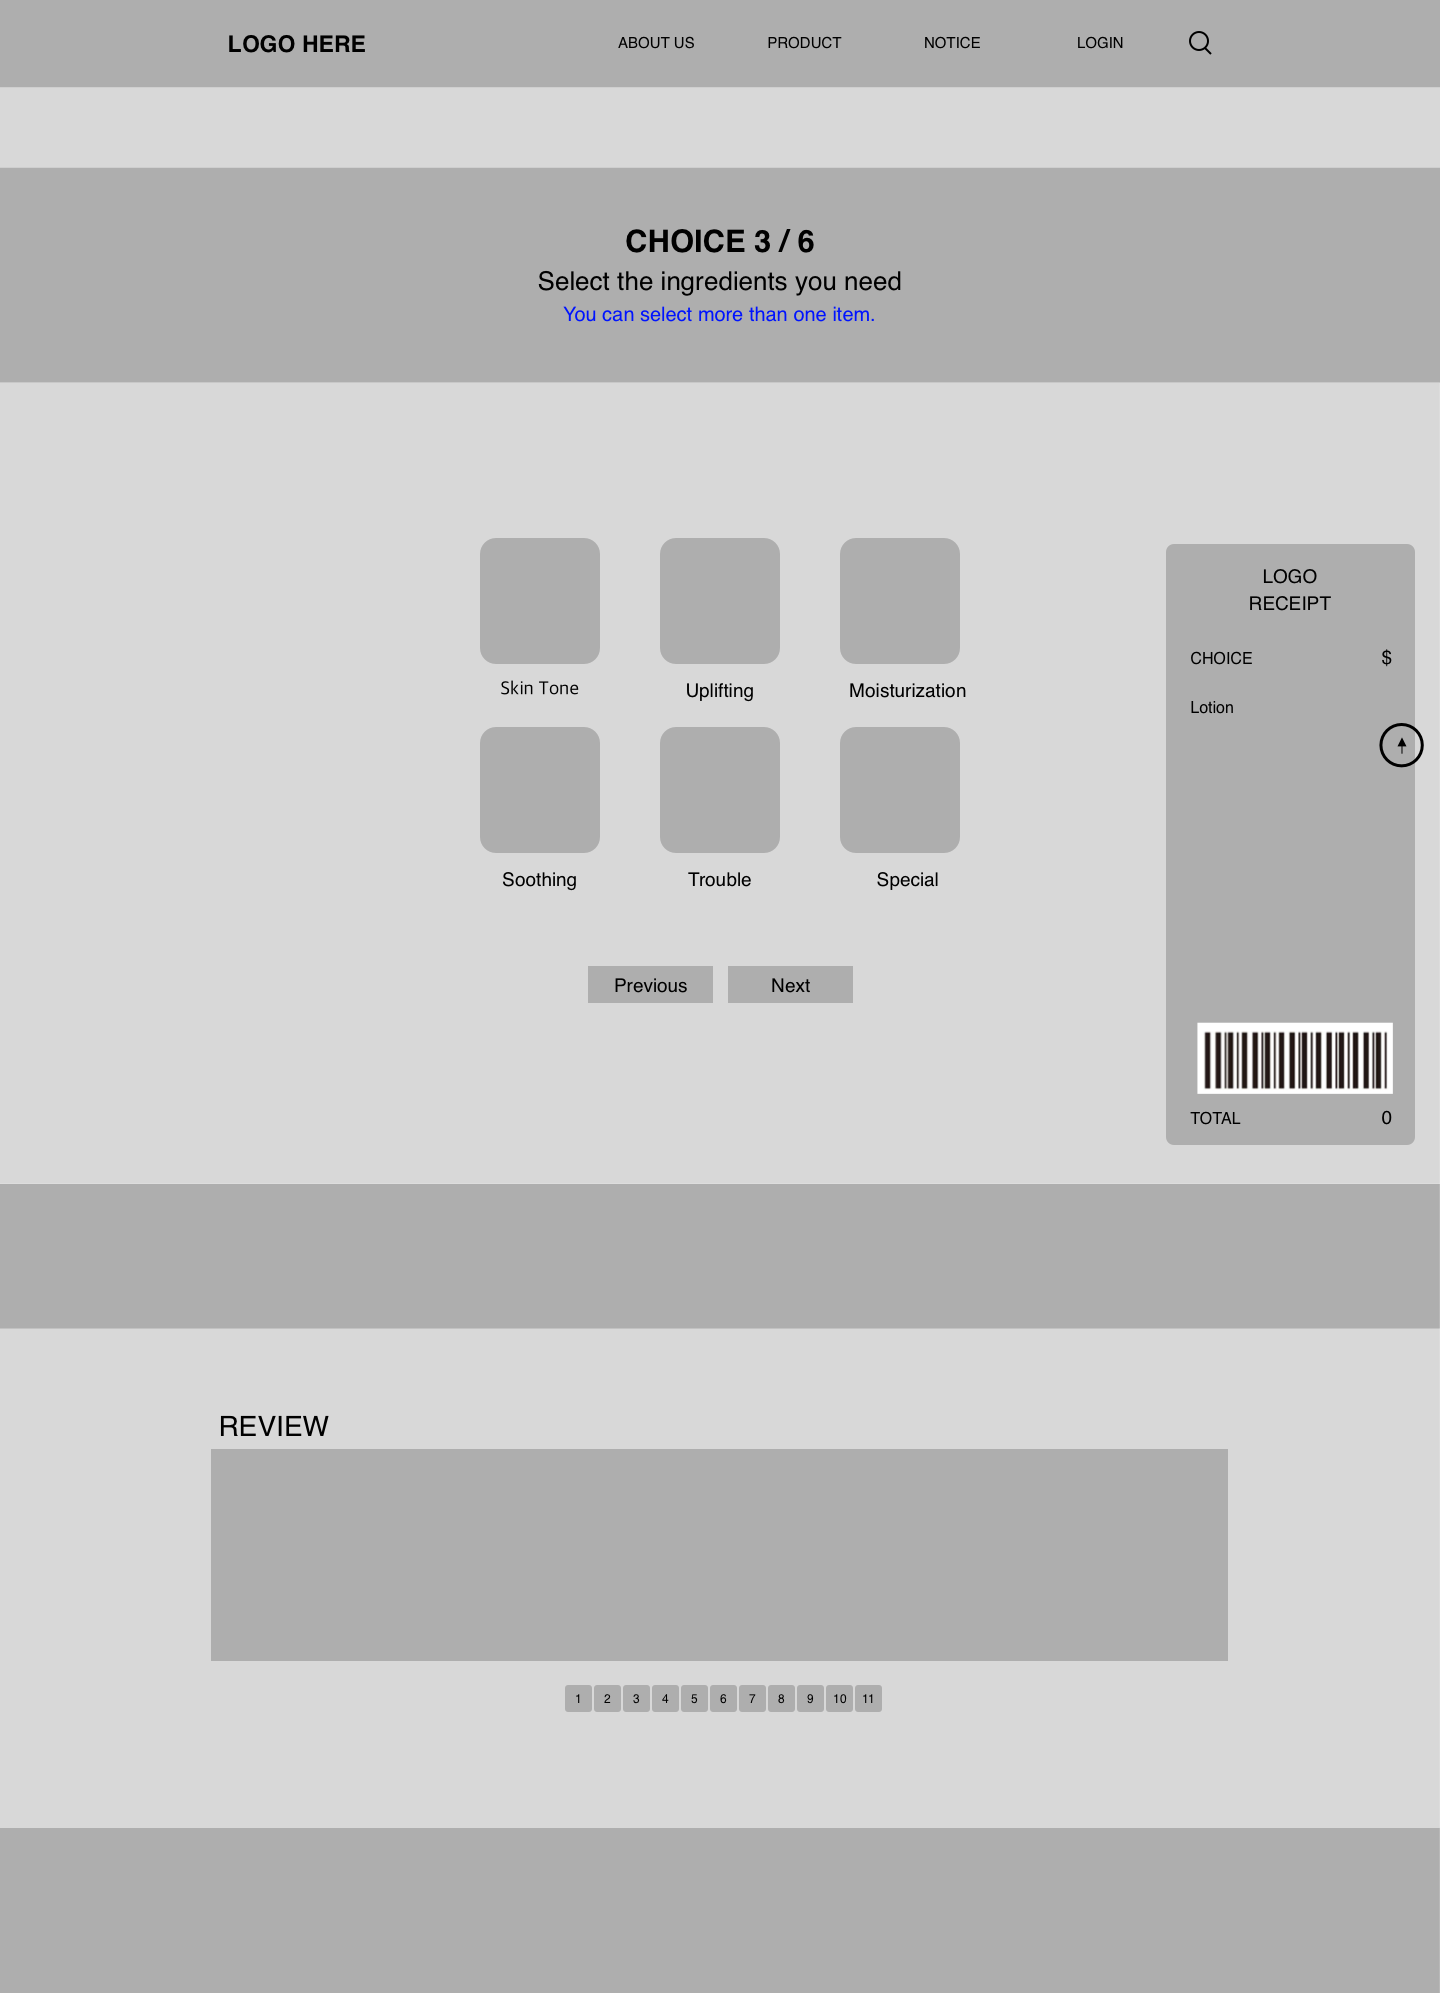 LOGO HERE
ABOUT US
PRODUCT
NOTICE
LOGIN
CHOICE 3 / 6
Select the ingredients you need
You can select more than one item.
Skin Tone
Uplifting
Moisturization
Soothing
Trouble
Special
Previous
Next
LOGO
RECEIPT
CHOICE $
Lotion
TOTAL 0
REVIEW
1 2 3 4 5 6 7 8 9 10 11